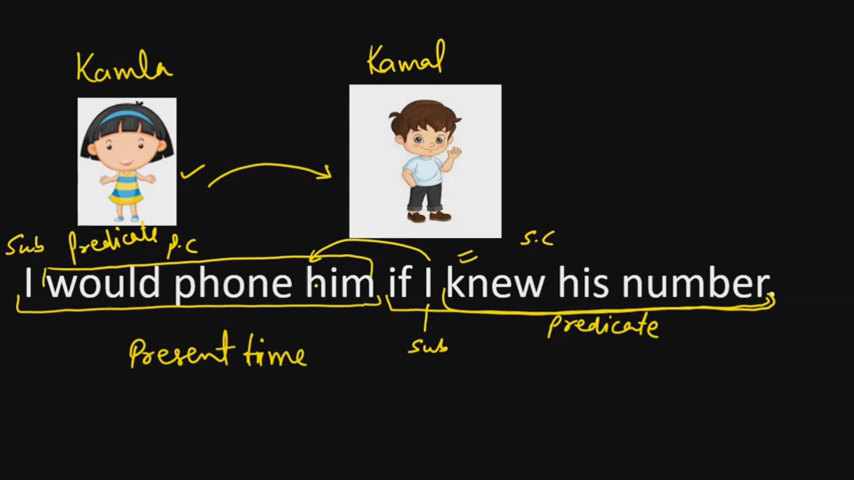 Kamla Kamal
Sub Predicate P.C S.C
I would phone him if I knew his number.
Present time Sub Predicate